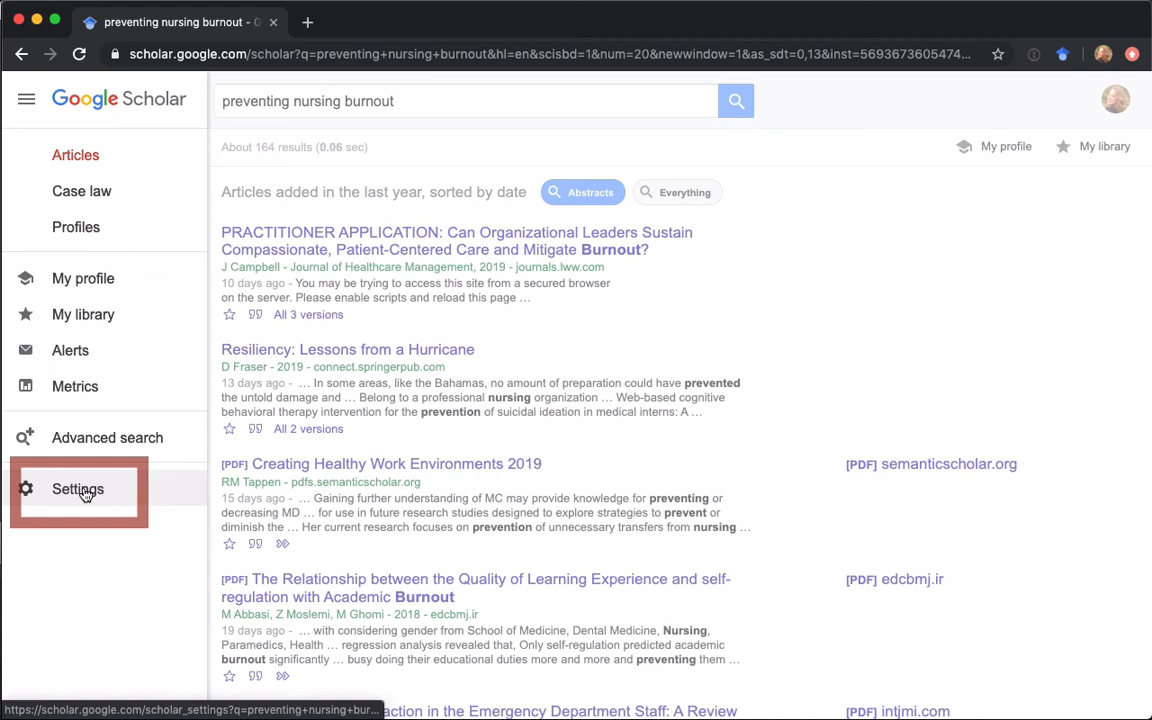 preventing nursing burnout - G
scholar.google.com/scholar?q=preventing+nursing+burnout&hl=en&scisbd=1&num=20&newwindow=1&as_sdt=0,13&inst=5693673605474...
Google Scholar
preventing nursing burnout
About 164 results (0.06 sec)
My profile
My library
Articles
Case law
Profiles
My profile
My library
Alerts
Metrics
Advanced search
Settings
Articles added in the last year, sorted by date
Abstracts
Everything
PRACTITIONER APPLICATION: Can Organizational Leaders Sustain
Compassionate, Patient-Centered Care and Mitigate Burnout?
J Campbell - Journal of Healthcare Management, 2019 - journals.lww.com
10 days ago - You may be trying to access this site from a secured browser
on the server. Please enable scripts and reload this page …
All 3 versions
Resiliency: Lessons from a Hurricane
D Fraser - 2019 - connect.springerpub.com
13 days ago - … In some areas, like the Bahamas, no amount of preparation could have prevented
the untold damage and … Belong to a professional nursing organization … Web-based cognitive
behavioral therapy intervention for the prevention of suicidal ideation in medical interns: A …
All 2 versions
[PDF] Creating Healthy Work Environments 2019
[PDF] semanticscholar.org
RM Tappen - pdfs.semanticscholar.org
15 days ago - … Gaining further understanding of MC may provide knowledge for preventing or
decreasing MD … for use in future research studies designed to explore strategies to prevent or
diminish the … Her current research focuses on prevention of unnecessary transfers from nursing …
[PDF] The Relationship between the Quality of Learning Experience and self-
regulation with Academic Burnout
[PDF] edcbmj.ir
M Abbasi, Z Moslemi, M Ghomi - 2018 - edcbmj.ir
19 days ago - … with considering gender from School of Medicine, Dental Medicine, Nursing,
Paramedics, Health … regression analysis revealed that, Only self-regulation predicted academic
burnout significantly … busy doing their educational duties more and more and preventing them …
https://scholar.google.com/scholar_settings?q=preventing+nursing+bur...
action in the Emergency Department Staff: A Review
[PDF] intjmi.com